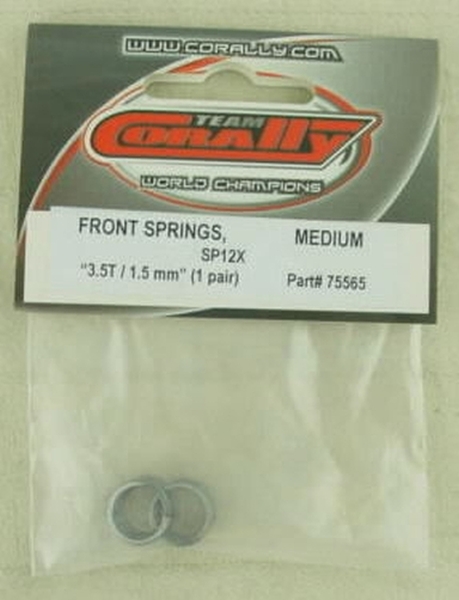 WWW.CORALLY.COM
TEAM
CORALLY
WORLD CHAMPIONS
FRONT SPRINGS, MEDIUM
SP12X
"3.5T / 1.5 mm" (1 pair) Part# 75565